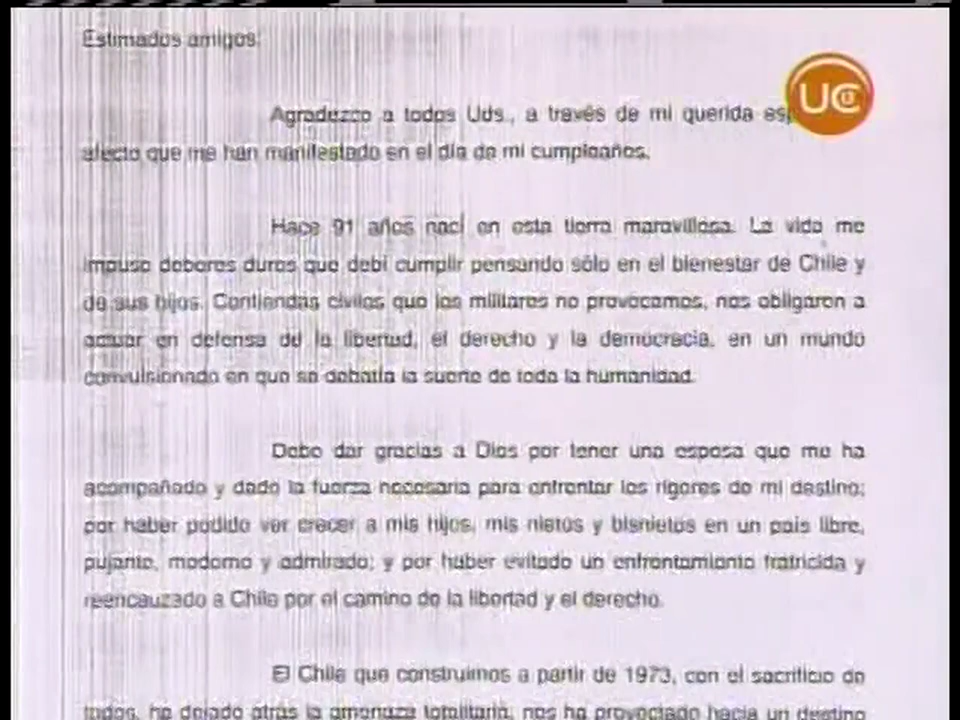 Estimados amigos:
UC
13
Agradezco a todos Uds., a través de mi querida
afecto que me han manifestado en el día de mi cumpleaños.
Hace 91 años nací en esta tierra maravillosa. La vida me
impuso deberes duros que debí cumplir pensando sólo en el bienestar de Chile y
de sus hijos. Contiendas civiles que los militares no provocamos, nos obligaron a
actuar en defensa de la libertad, el derecho y la democracia, en un mundo
convulsionado en que se debatía la suerte de toda la humanidad.
Debo dar gracias a Dios por tener una esposa que me ha
acompañado y dado la fuerza necesaria para enfrentar los rigores de mi destino;
por haber podido ver crecer a mis hijos, mis nietos y bisnietos en un país libre,
pujante, moderno y admirado; y por haber evitado un enfrentamiento fratricida y
reencauzado a Chile por el camino de la libertad y el derecho.
El Chile que construimos a partir de 1973, con el sacrificio de
todos, ha dejado atrás la amenaza totalitaria, nos ha proyectado hacia un destino